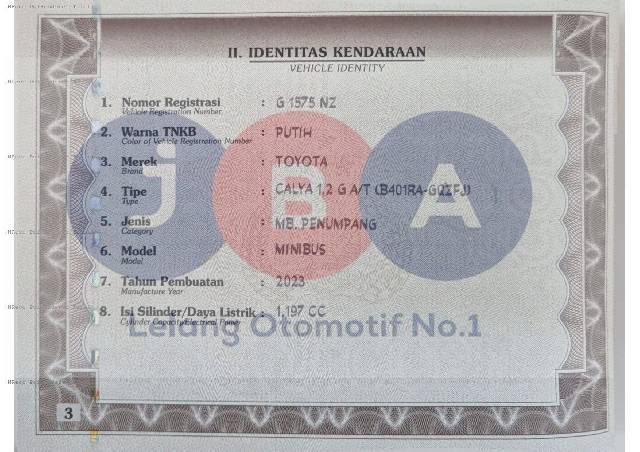 II. IDENTITAS KENDARAAN
VEHICLE IDENTITY
1. Nomor Registrasi : G 1575 NZ
Vehicle Registration Number
2. Warna TNKB : PUTIH
Color of Vehicle Registration Number
3. Merek : TOYOTA
Brand
4. Tipe : CALYA 1,2 G A/T (B401RA-GQZFJ)
Type
5. Jenis : MB. PENUMPANG
Category
6. Model : MINIBUS
Model
7. Tahun Pembuatan : 2023
Manufacture Year
8. Isi Silinder/Daya Listrik : 1,197 CC
Cylinder Capacity/Electrical Power
j B A
Lelang Otomotif No.1
3